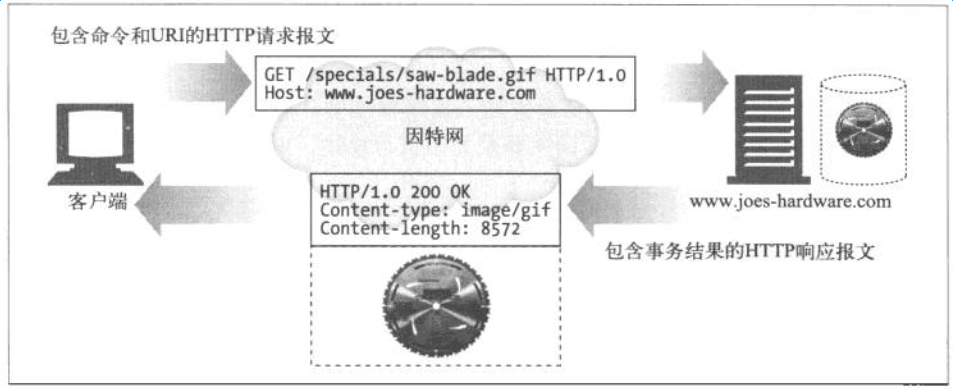 包含命令和URI的HTTP请求报文
GET /specials/saw-blade.gif HTTP/1.0
Host: www.joes-hardware.com
因特网
客户端
HTTP/1.0 200 OK
Content-type: image/gif
Content-length: 8572
www.joes-hardware.com
包含事务结果的HTTP响应报文